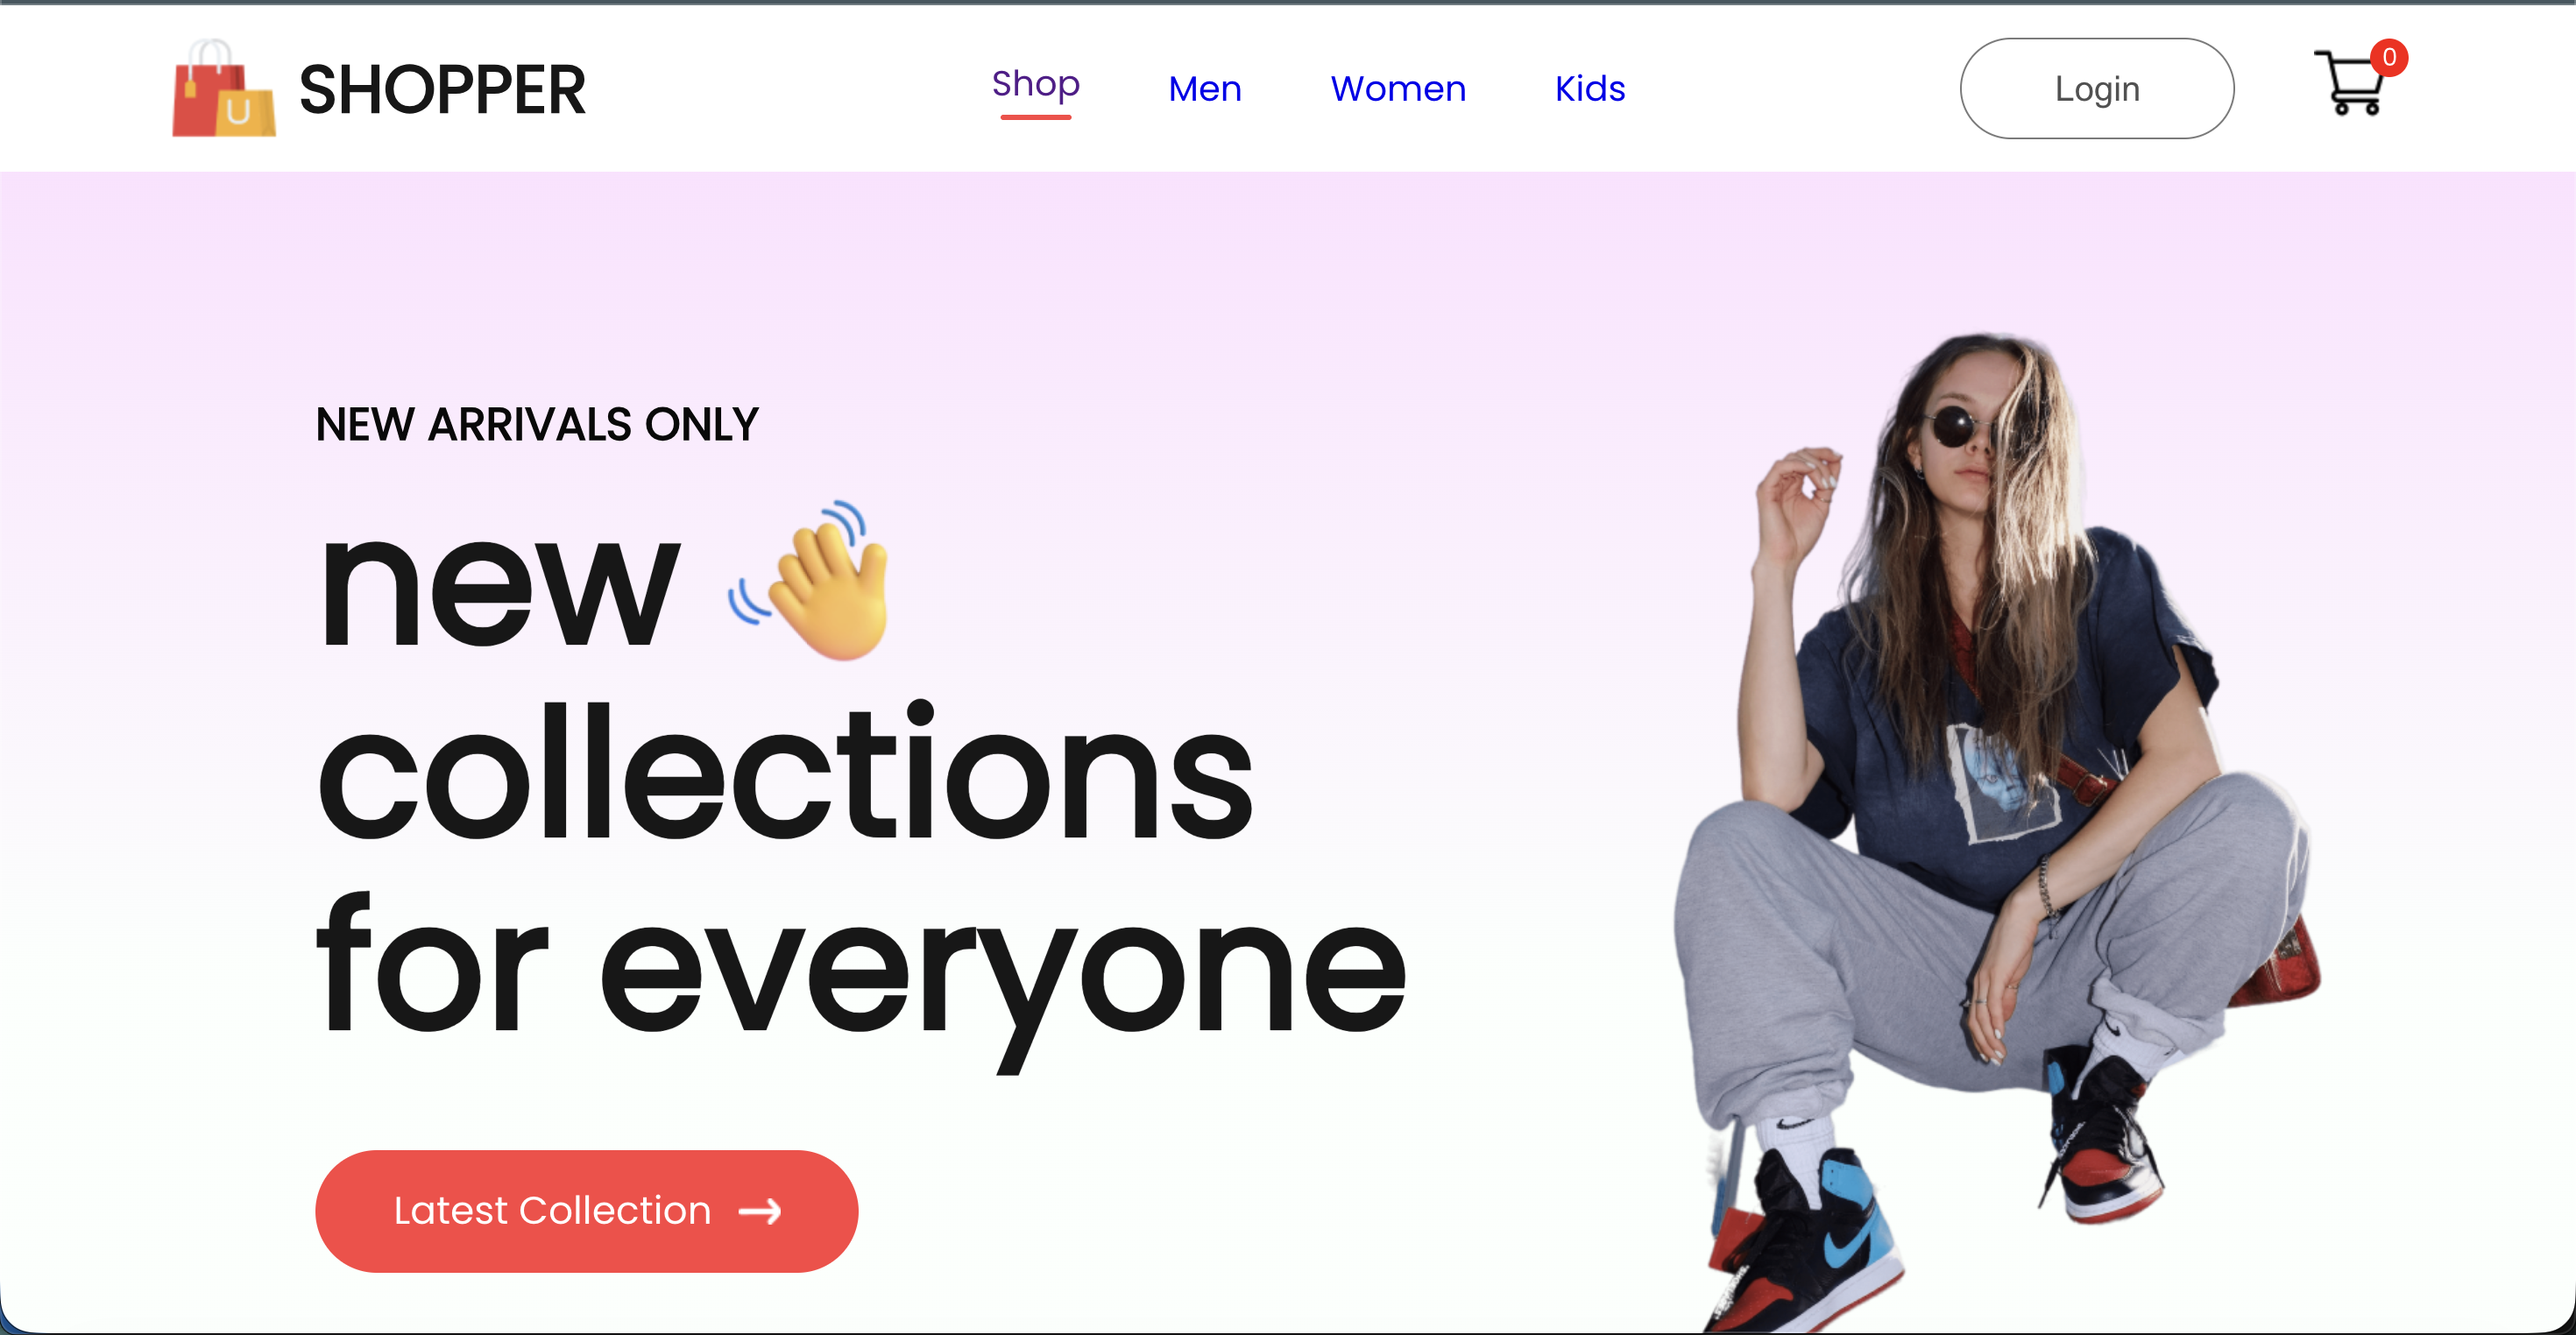 SHOPPER
Shop
Men
Women
Kids
Login
0
NEW ARRIVALS ONLY
new
collections
for everyone
Latest Collection →